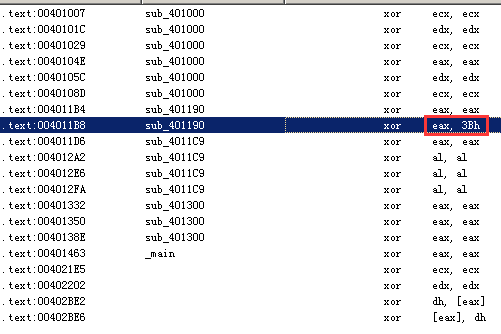 .text:00401007 sub_401000 xor ecx, ecx
.text:0040101C sub_401000 xor edx, edx
.text:00401029 sub_401000 xor ecx, ecx
.text:0040104E sub_401000 xor eax, eax
.text:0040105C sub_401000 xor edx, edx
.text:0040108D sub_401000 xor ecx, ecx
.text:004011B4 sub_401190 xor eax, eax
.text:004011B8 sub_401190 xor eax, 3Bh
.text:004011D6 sub_4011C9 xor eax, eax
.text:004012A2 sub_4011C9 xor al, al
.text:004012E6 sub_4011C9 xor al, al
.text:004012FA sub_4011C9 xor al, al
.text:00401332 sub_401300 xor eax, eax
.text:00401350 sub_401300 xor eax, eax
.text:0040138E sub_401300 xor eax, eax
.text:00401463 _main xor eax, eax
.text:004021E5 xor ecx, ecx
.text:00402202 xor edx, edx
.text:00402BE2 xor dh, [eax]
.text:00402BE6 xor [eax], dh